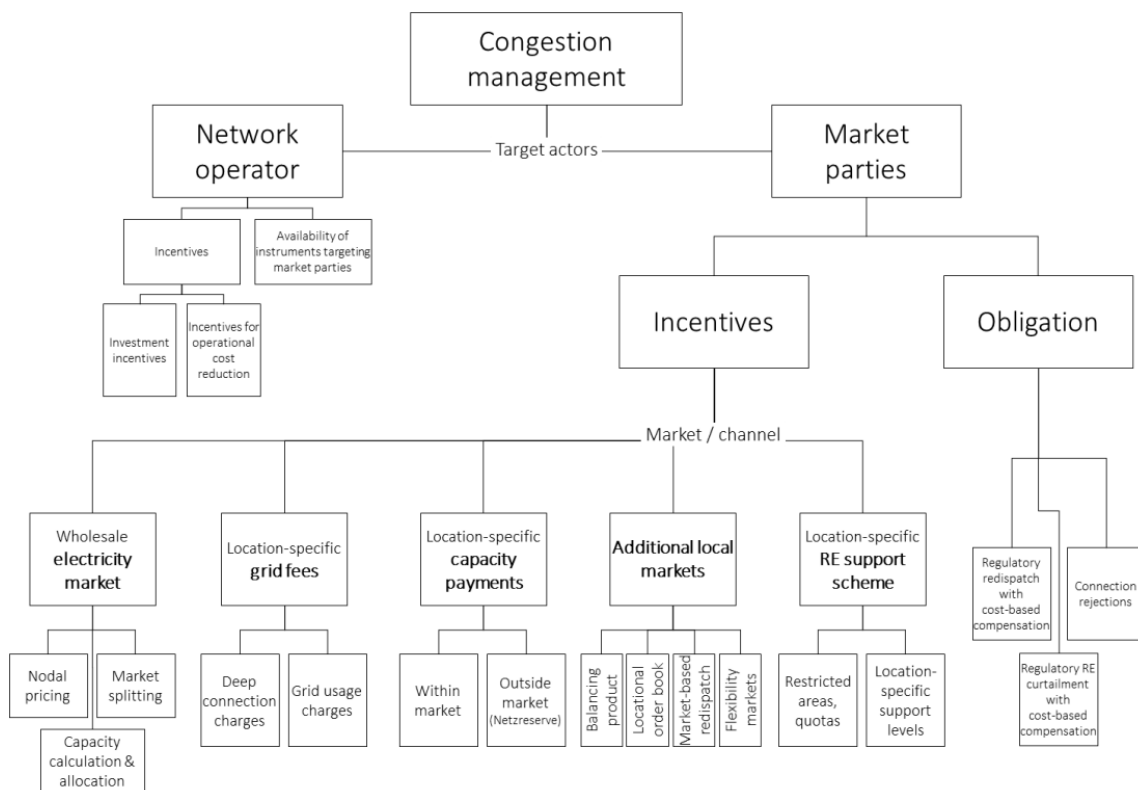 Congestion
management
Network
operator
Target actors
Market
parties
Incentives
Availability of
instruments targeting
market parties
Investment
incentives
Incentives for
operational
cost
reduction
Incentives
Obligation
Market / channel
Wholesale
electricity
market
Location-specific
grid fees
Location-specific
capacity
payments
Additional local
markets
Location-specific
RE support
scheme
Regulatory
redispatch
with
cost-based
compensation
Connection
rejections
Regulatory RE
curtailment
with
cost-based
compensation
Nodal
pricing
Market
splitting
Capacity
calculation &
allocation
Deep
connection
charges
Grid usage
charges
Within
market
Outside
market
(Netzreserve)
Balancing
product
Locational
order book
Market-based
redispatch
Flexibility
markets
Restricted
areas,
quotas
Location-
specific
support
levels